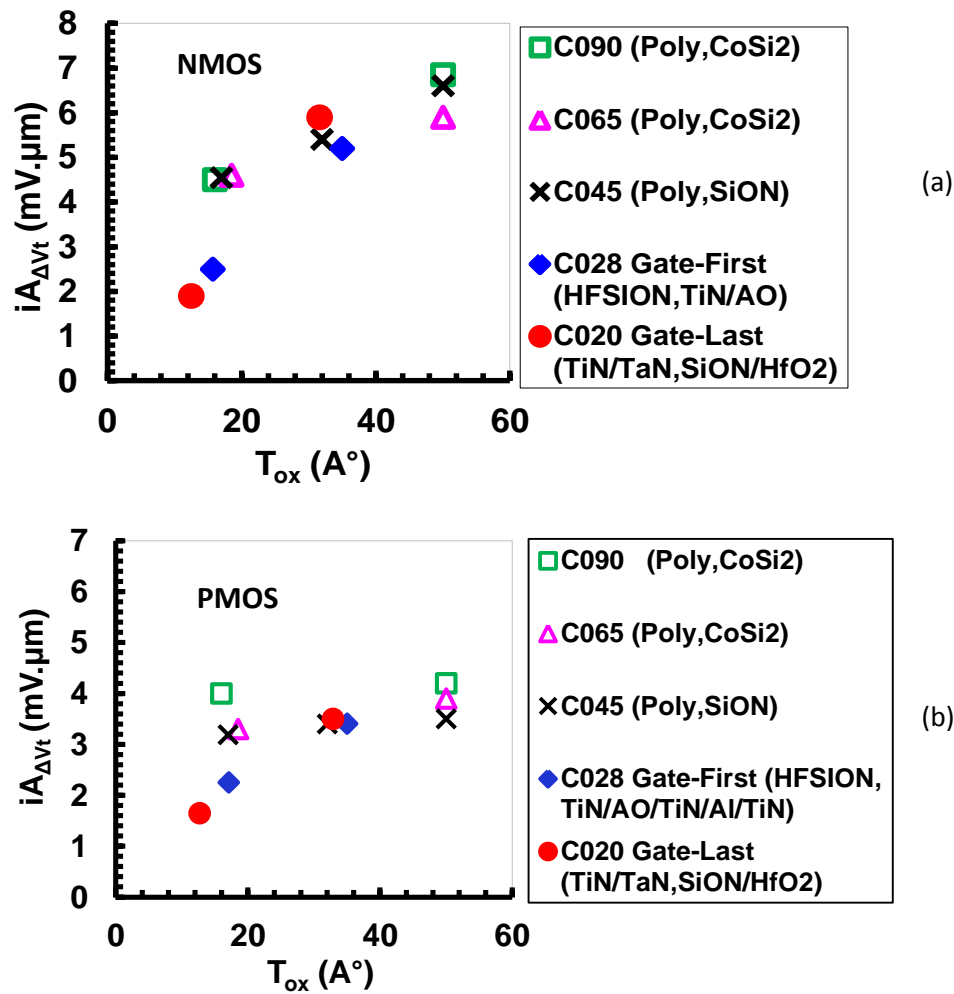 8
7
6
5
4
3
2
1
0
iA_ΔVt (mV.µm)
NMOS
0 20 40 60
T_ox (A°)
C090 (Poly,CoSi2)
C065 (Poly,CoSi2)
C045 (Poly,SiON)
C028 Gate-First
(HFSION,TiN/AO)
C020 Gate-Last
(TiN/TaN,SiON/HfO2)
(a)
7
6
5
4
3
2
1
0
iA_ΔVt (mV.µm)
PMOS
0 20 40 60
T_ox (A°)
C090 (Poly,CoSi2)
C065 (Poly,CoSi2)
C045 (Poly,SiON)
C028 Gate-First (HFSION,
TiN/AO/TiN/Al/TiN)
C020 Gate-Last
(TiN/TaN,SiON/HfO2)
(b)